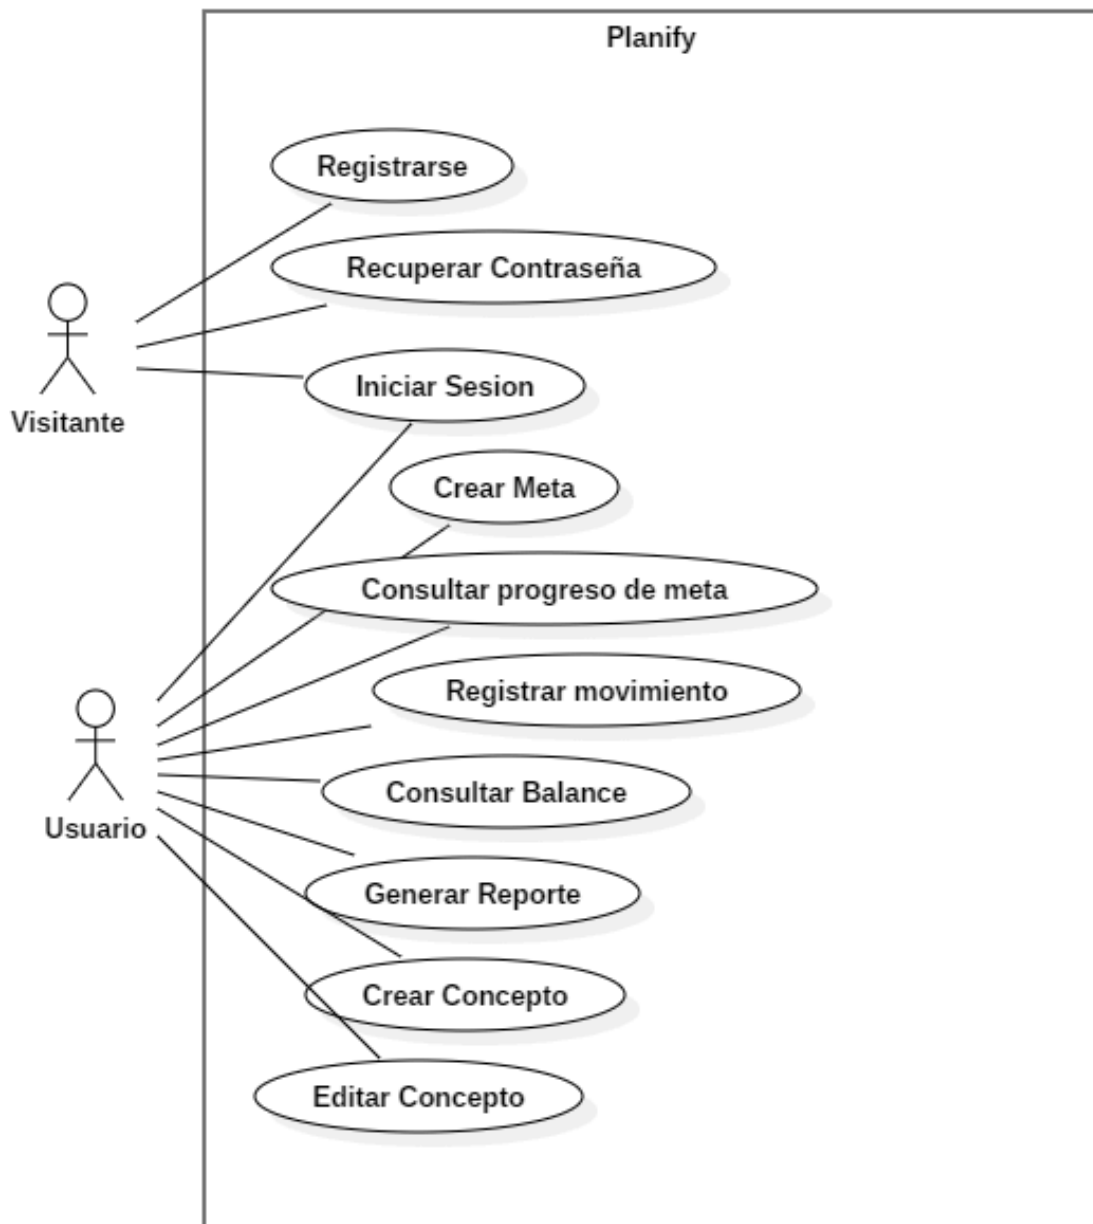 Planify
Registrarse
Recuperar Contraseña
Visitante
Iniciar Sesion
Crear Meta
Consultar progreso de meta
Registrar movimiento
Usuario
Consultar Balance
Generar Reporte
Crear Concepto
Editar Concepto